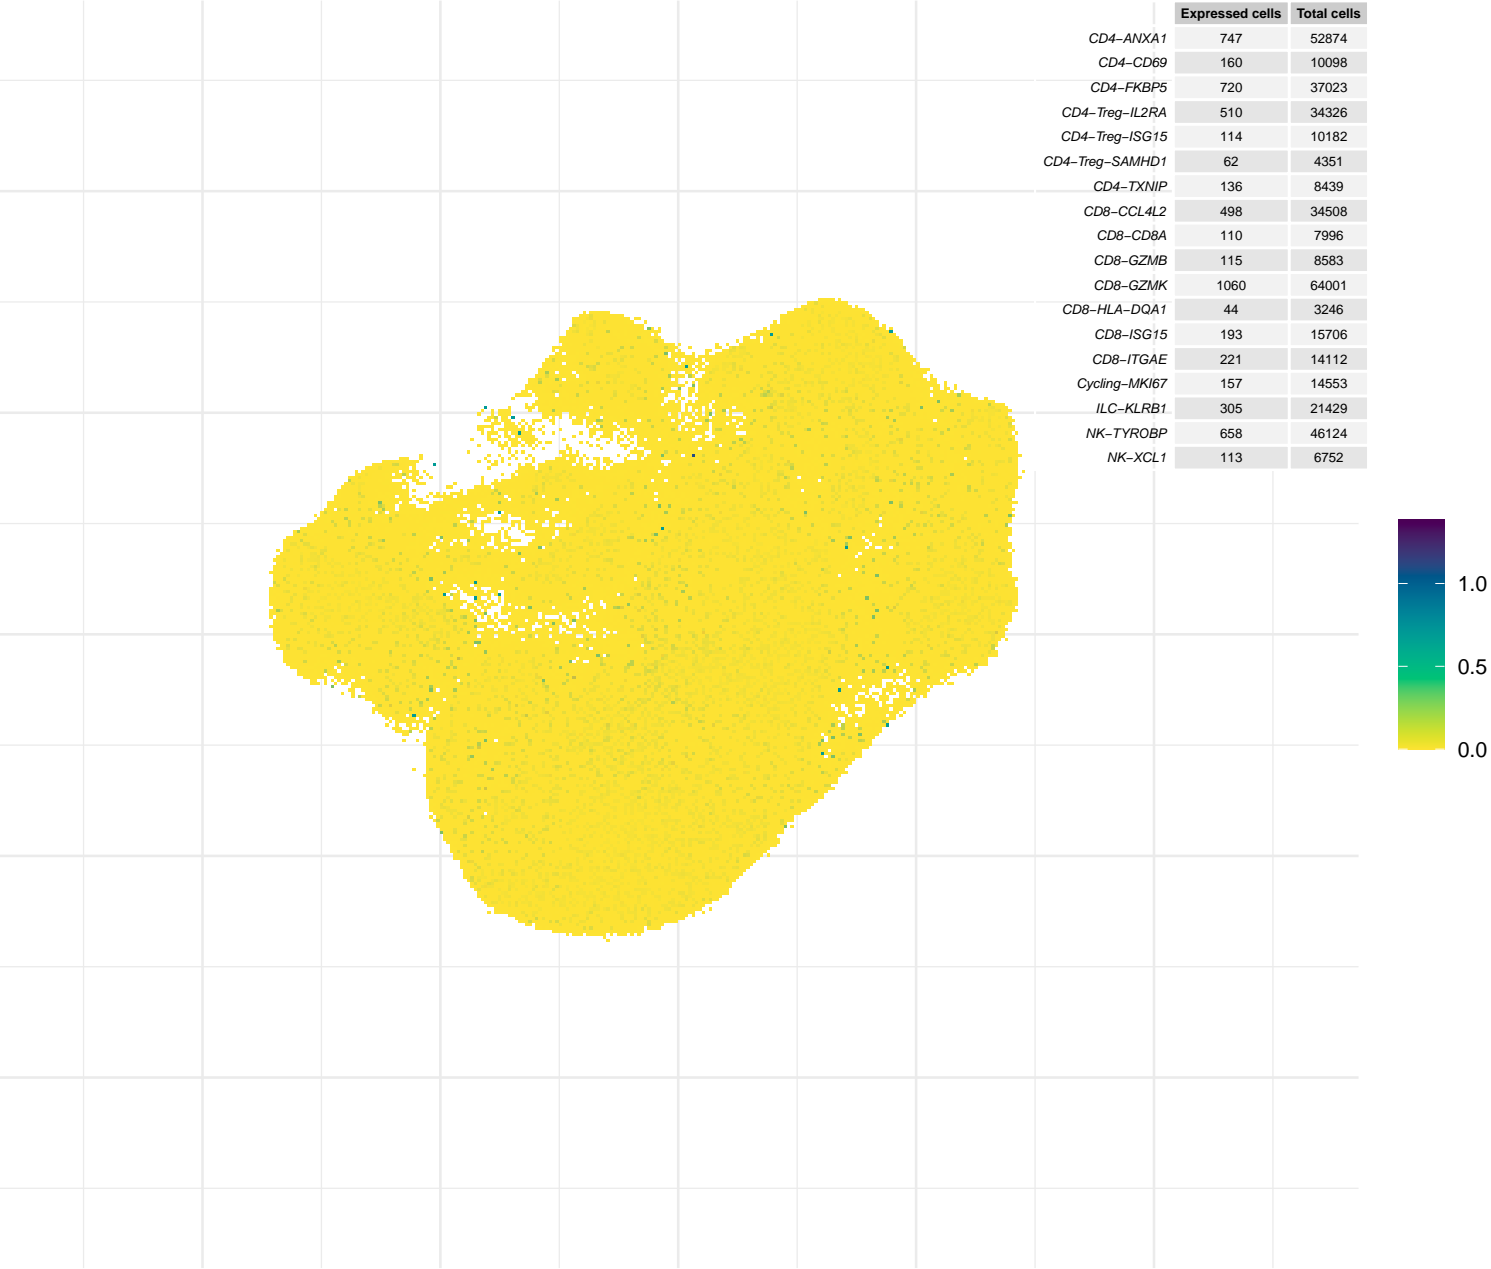 Expressed cells Total cells
CD4−ANXA1 747 52874
CD4−CD69 160 10098
CD4−FKBP5 720 37023
CD4−Treg−IL2RA 510 34326
CD4−Treg−ISG15 114 10182
CD4−Treg−SAMHD1 62 4351
CD4−TXNIP 136 8439
CD8−CCL4L2 498 34508
CD8−CD8A 110 7996
CD8−GZMB 115 8583
CD8−GZMK 1060 64001
CD8−HLA−DQA1 44 3246
CD8−ISG15 193 15706
CD8−ITGAE 221 14112
Cycling−MKI67 157 14553
ILC−KLRB1 305 21429
NK−TYROBP 658 46124
NK−XCL1 113 6752
1.0
0.5
0.0